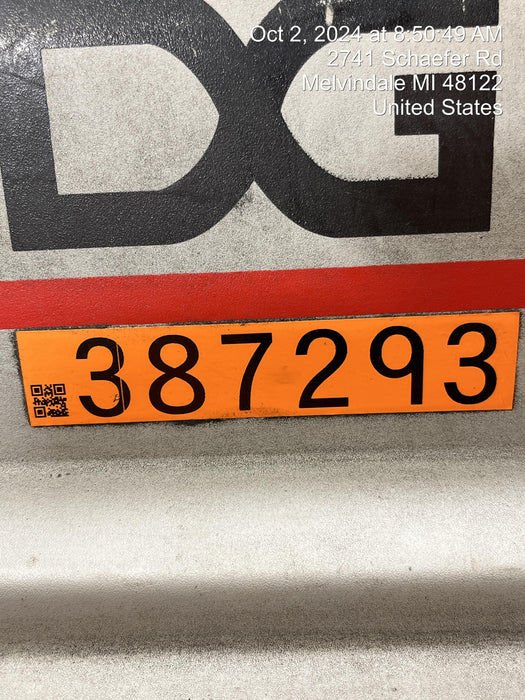 Oct 2, 2024 at 8:50:49 AM
2741 Schaefer Rd
Melvindale MI 48122
United States
DG
387293